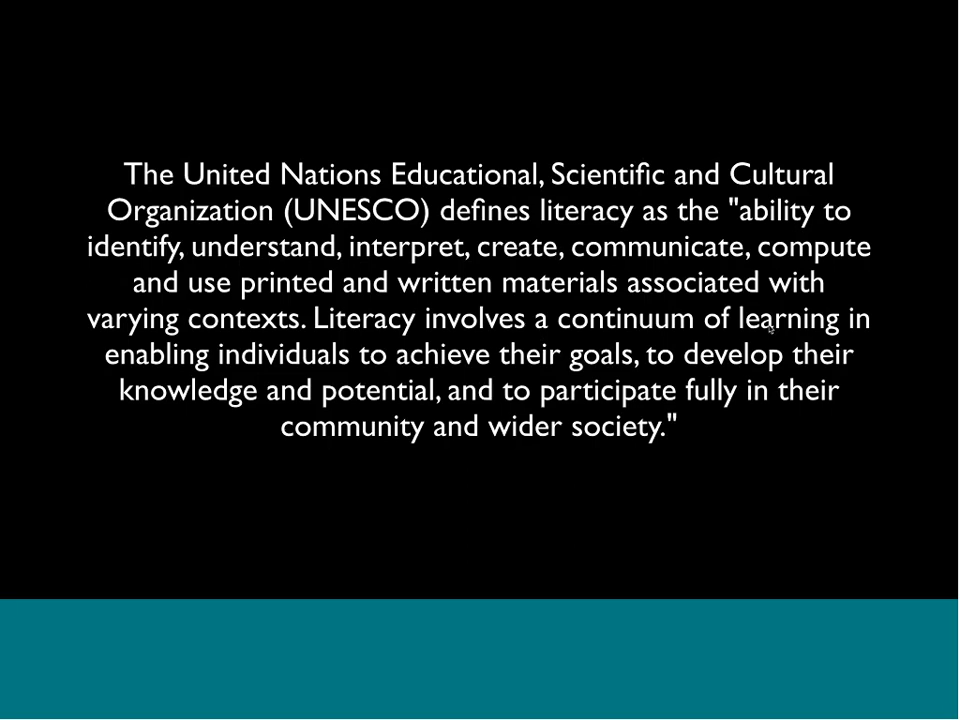 The United Nations Educational, Scientific and Cultural
Organization (UNESCO) defines literacy as the "ability to
identify, understand, interpret, create, communicate, compute
and use printed and written materials associated with
varying contexts. Literacy involves a continuum of learning in
enabling individuals to achieve their goals, to develop their
knowledge and potential, and to participate fully in their
community and wider society."